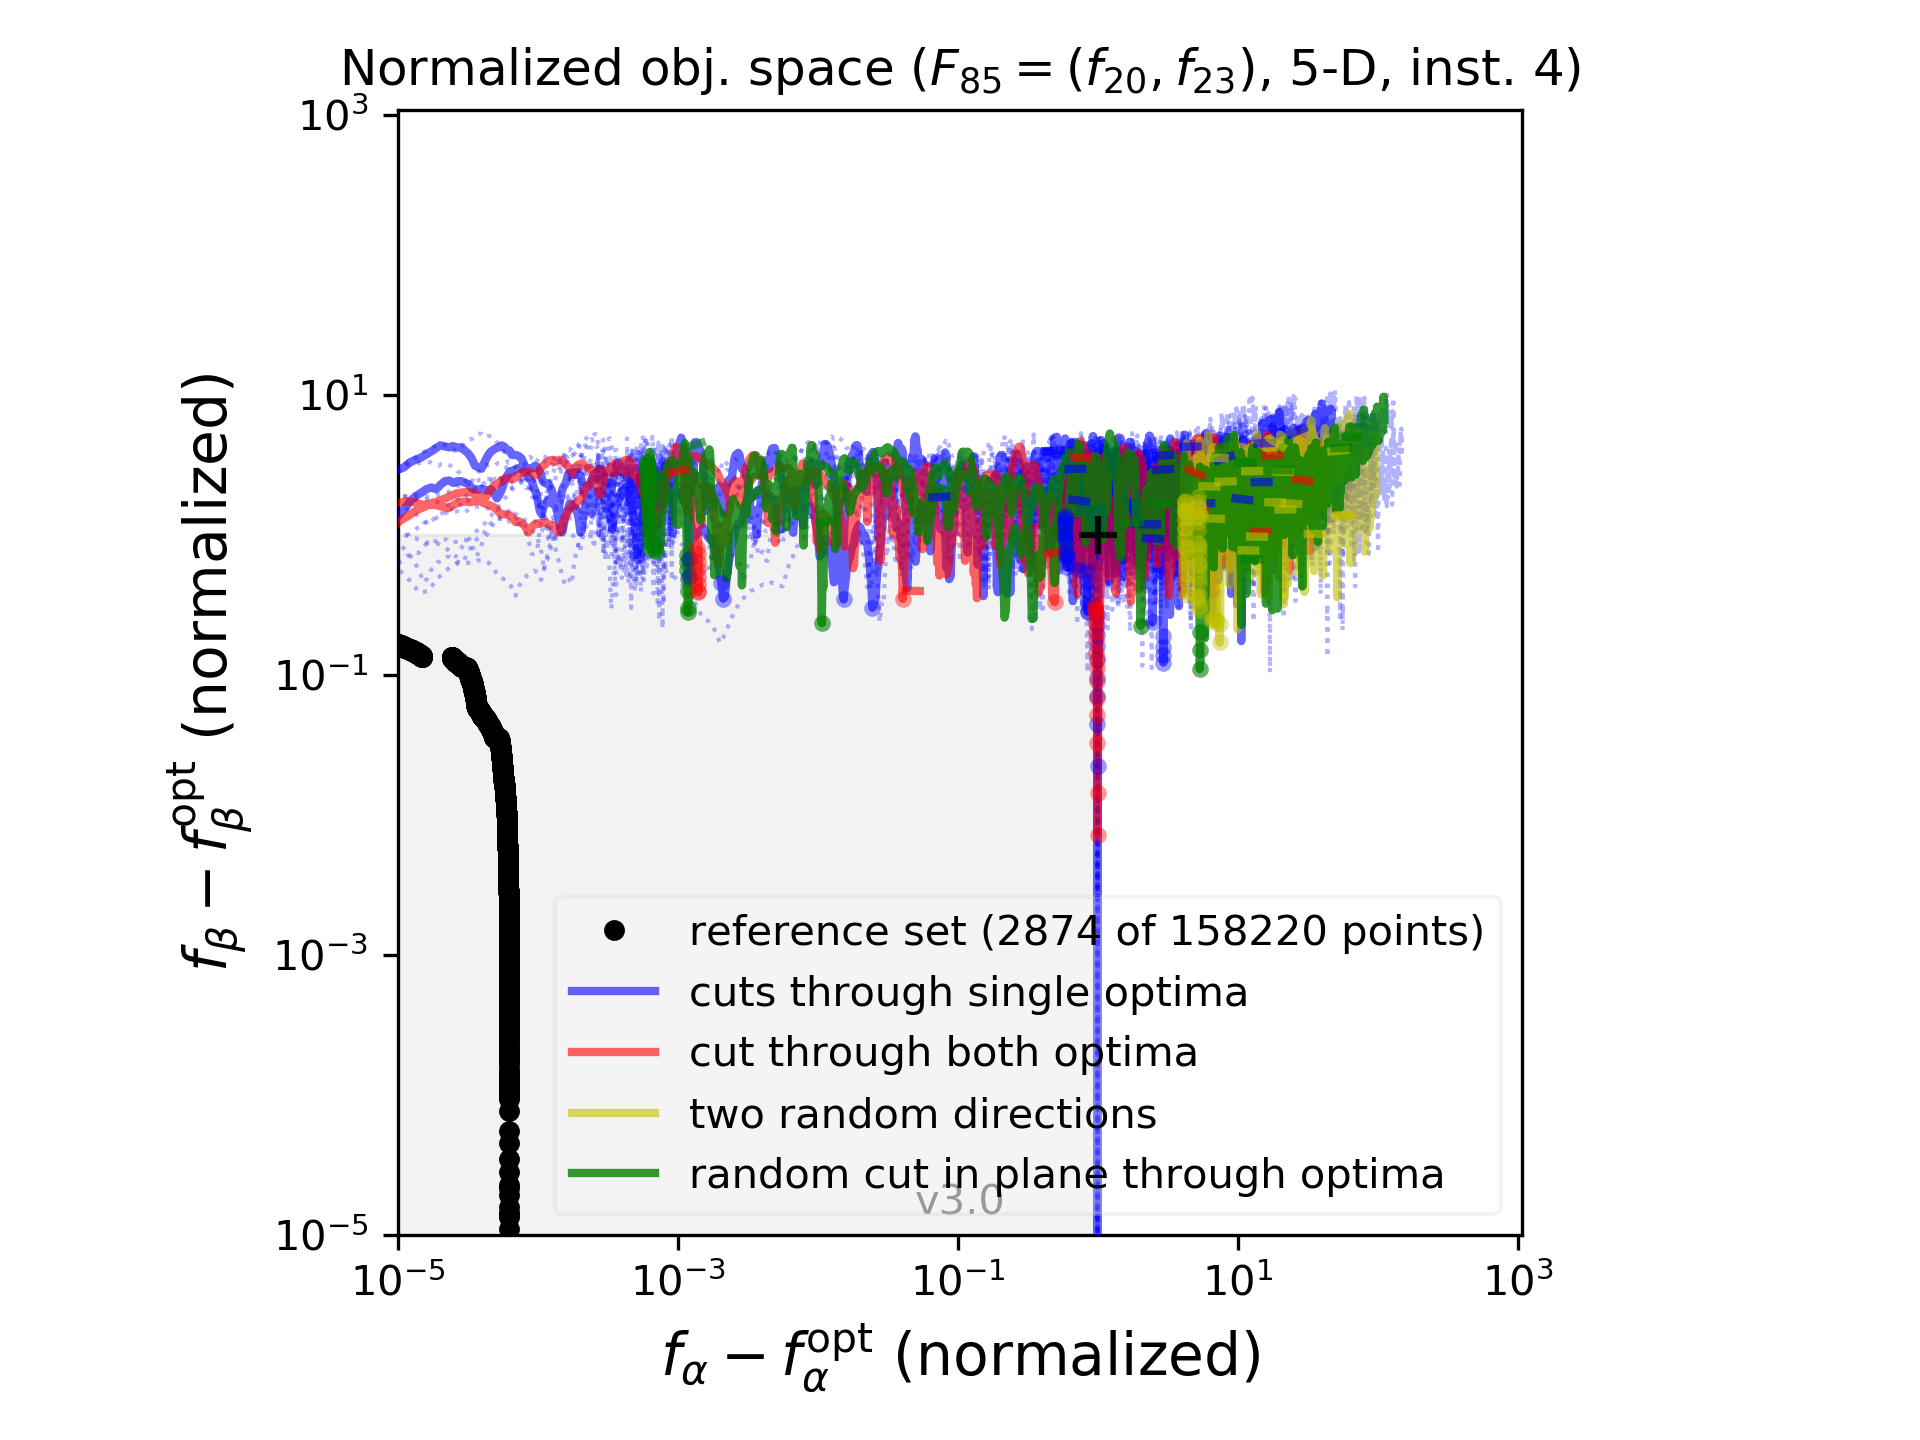 Normalized obj. space (F₈₅ = (f₂₀, f₂₃), 5-D, inst. 4)
10³
10¹
10⁻¹
10⁻³
10⁻⁵
f_β − f_β^opt (normalized)
reference set (2874 of 158220 points)
cuts through single optima
cut through both optima
two random directions
random cut in plane through optima
v3.0
10⁻⁵ 10⁻³ 10⁻¹ 10¹ 10³
f_α − f_α^opt (normalized)